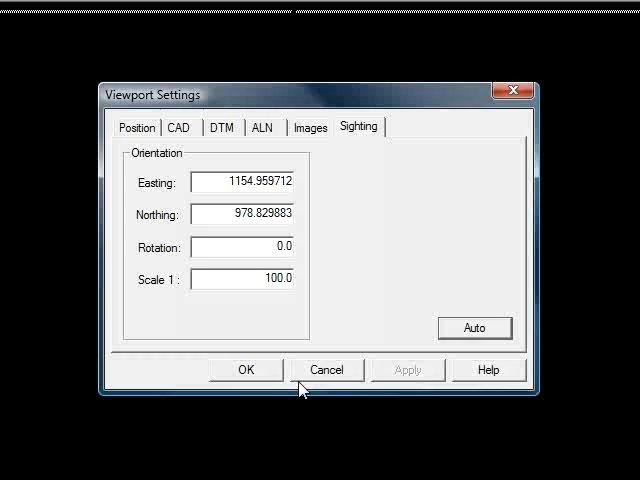 Viewport Settings
Position CAD DTM ALN Images Sighting
Orientation
Easting: 1154.959712
Northing: 978.829883
Rotation: 0.0
Scale 1 : 100.0
Auto
OK Cancel Apply Help